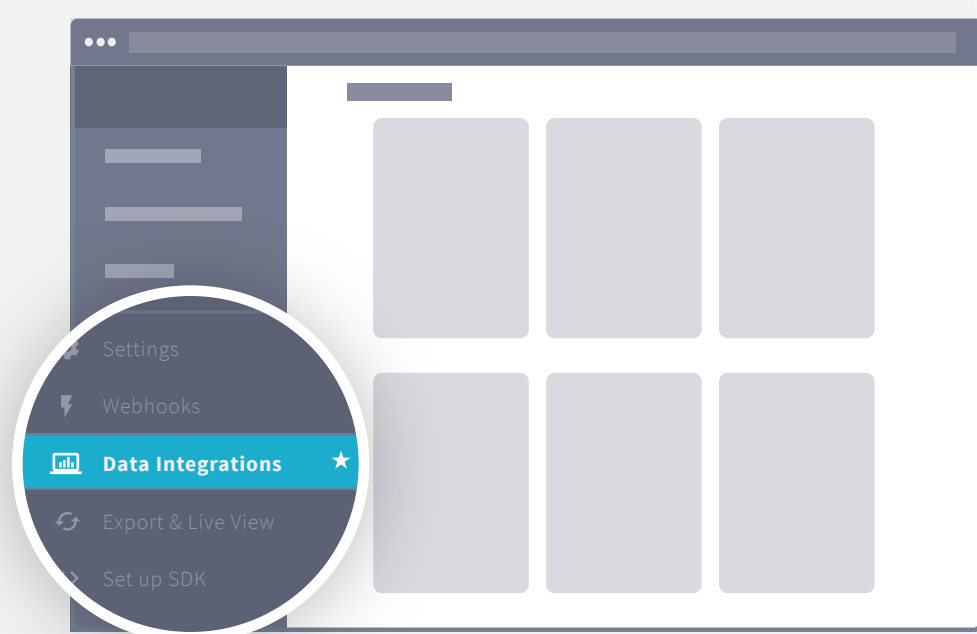 Settings
Webhooks
Data Integrations
Export & Live View
Set up SDK